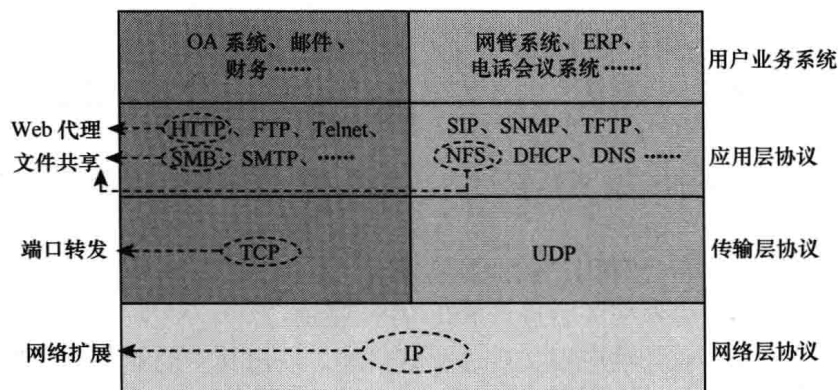 OA 系统、邮件、
财务……
网管系统、ERP、
电话会议系统……
用户业务系统
Web 代理
HTTP、FTP、Telnet、
文件共享
SMB、SMTP、……
SIP、SNMP、TFTP、
NFS、DHCP、DNS……
应用层协议
端口转发
TCP
UDP
传输层协议
网络扩展
IP
网络层协议